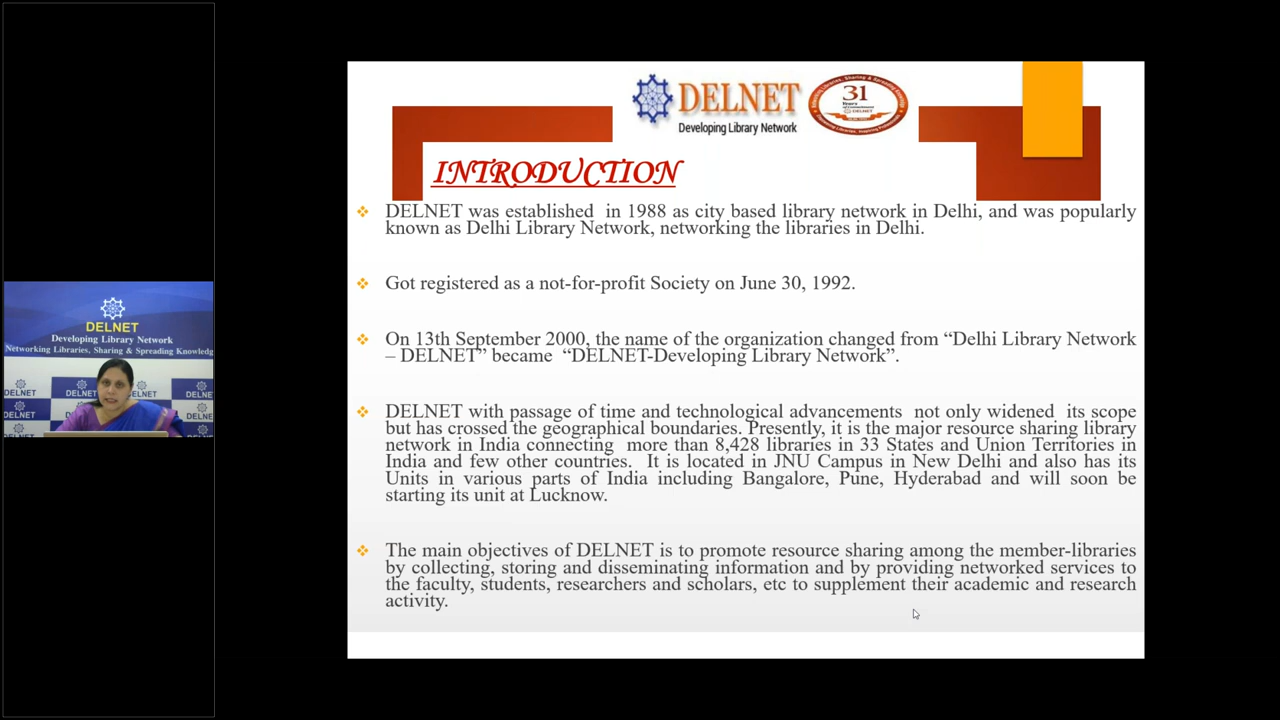 DELNET
Developing Library Network
31
Years
INTRODUCTION
DELNET was established in 1988 as city based library network in Delhi, and was popularly
known as Delhi Library Network, networking the libraries in Delhi.
Got registered as a not-for-profit Society on June 30, 1992.
On 13th September 2000, the name of the organization changed from “Delhi Library Network
– DELNET” became “DELNET-Developing Library Network”.
DELNET with passage of time and technological advancements not only widened its scope
but has crossed the geographical boundaries. Presently, it is the major resource sharing library
network in India connecting more than 8,428 libraries in 33 States and Union Territories in
India and few other countries. It is located in JNU Campus in New Delhi and also has its
Units in various parts of India including Bangalore, Pune, Hyderabad and will soon be
starting its unit at Lucknow.
The main objectives of DELNET is to promote resource sharing among the member-libraries
by collecting, storing and disseminating information and by providing networked services to
the faculty, students, researchers and scholars, etc to supplement their academic and research
activity.
DELNET
Developing Library Network
Networking Libraries, Sharing & Spreading Knowledg
DELNET
DELNET
DELNET
DELNET
DELNET
DELNET
DELNET